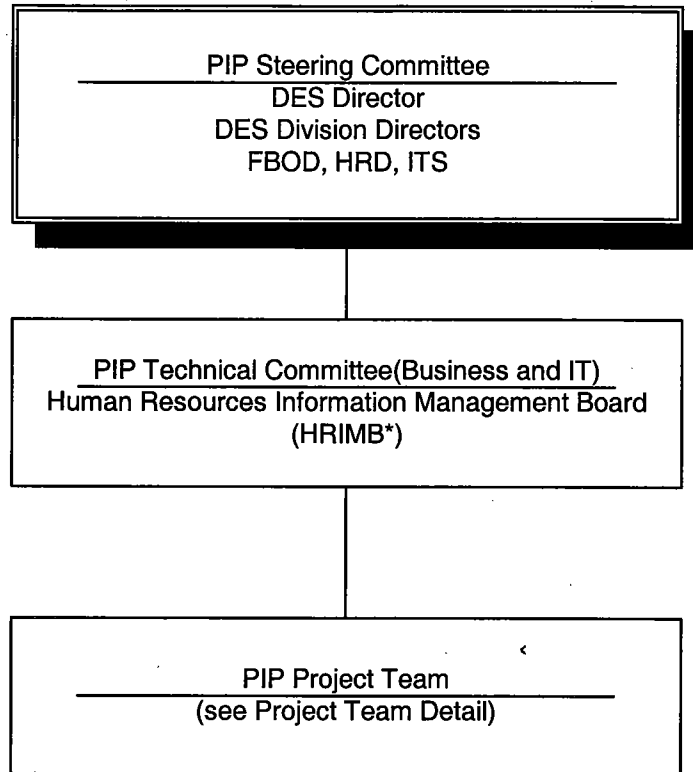 PIP Steering Committee
DES Director
DES Division Directors
FBOD, HRD, ITS
PIP Technical Committee(Business and IT)
Human Resources Information Management Board
(HRIMB*)
PIP Project Team
(see Project Team Detail)